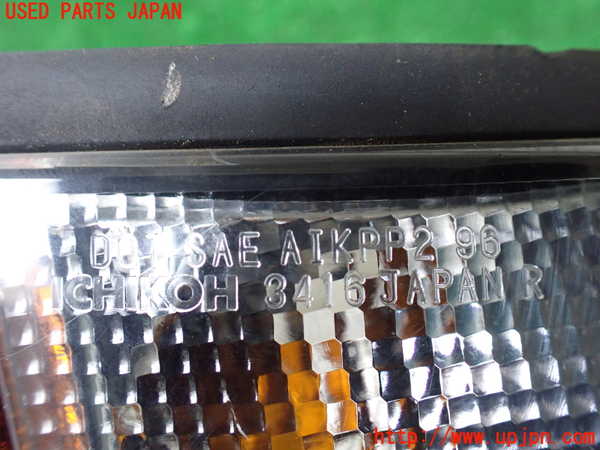 USED PARTS JAPAN
DOT SAE AIKPP2 96
ICHIKOH 3416 JAPAN R
http://www.upjpn.com/